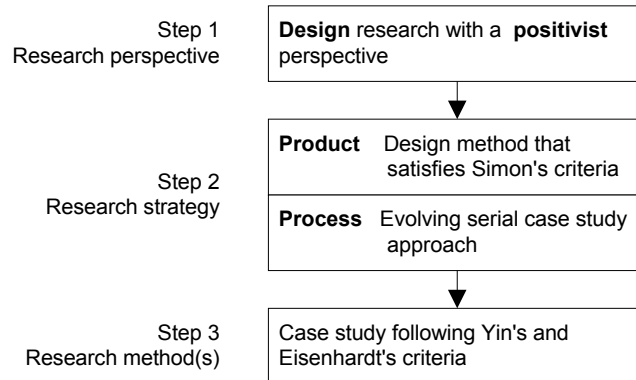 Step 1
Research perspective
Design research with a positivist
perspective
Step 2
Research strategy
Product Design method that
satisfies Simon's criteria
Process Evolving serial case study
approach
Step 3
Research method(s)
Case study following Yin's and
Eisenhardt's criteria